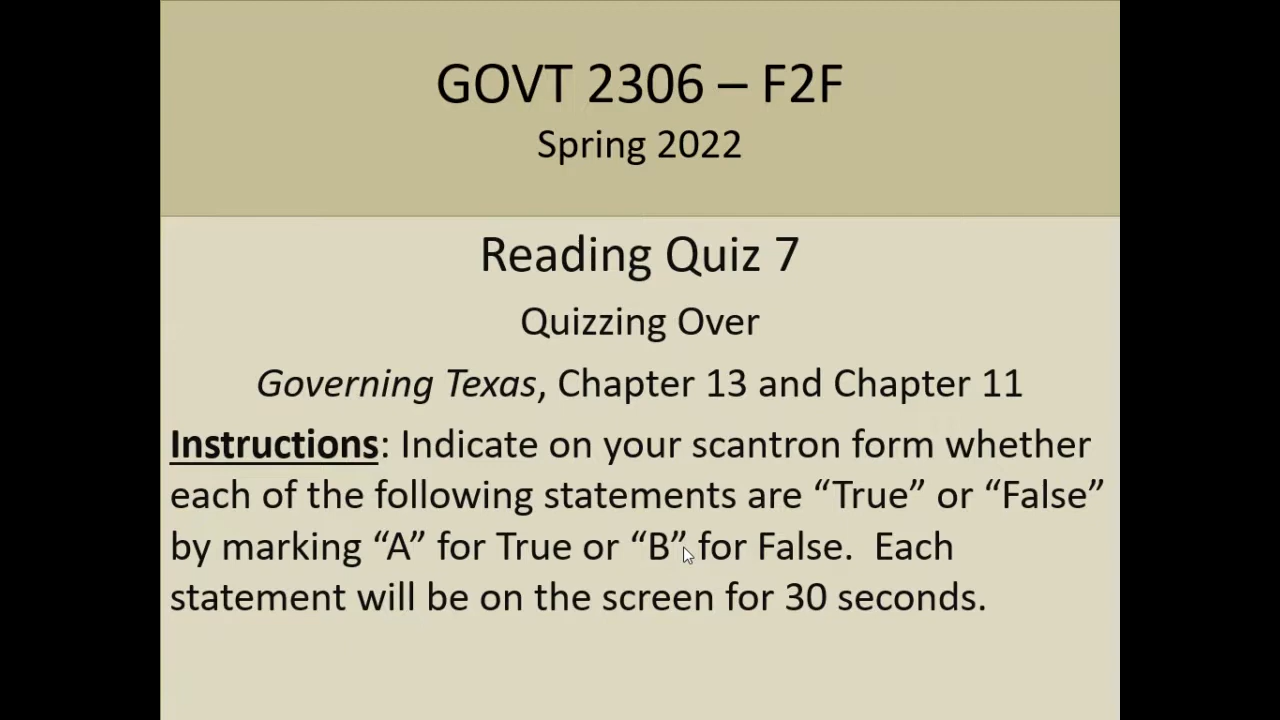 GOVT 2306 – F2F
Spring 2022
Reading Quiz 7
Quizzing Over
Governing Texas, Chapter 13 and Chapter 11
Instructions: Indicate on your scantron form whether
each of the following statements are “True” or “False”
by marking “A” for True or “B” for False.  Each
statement will be on the screen for 30 seconds.